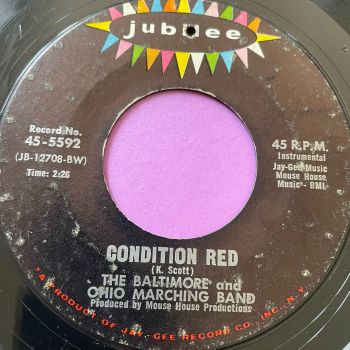 jubilee
Record No.
45-5592
(JB-12708-BW)
Time: 2:26
45 R.P.M.
Instrumental
Jay-Gee Music
Mouse House
Music - BMI
CONDITION RED
(K. Scott)
THE BALTIMORE and
OHIO MARCHING BAND
Produced by Mouse House Productions
A PRODUCT OF JAY-GEE RECORD CO. INC. N.Y.